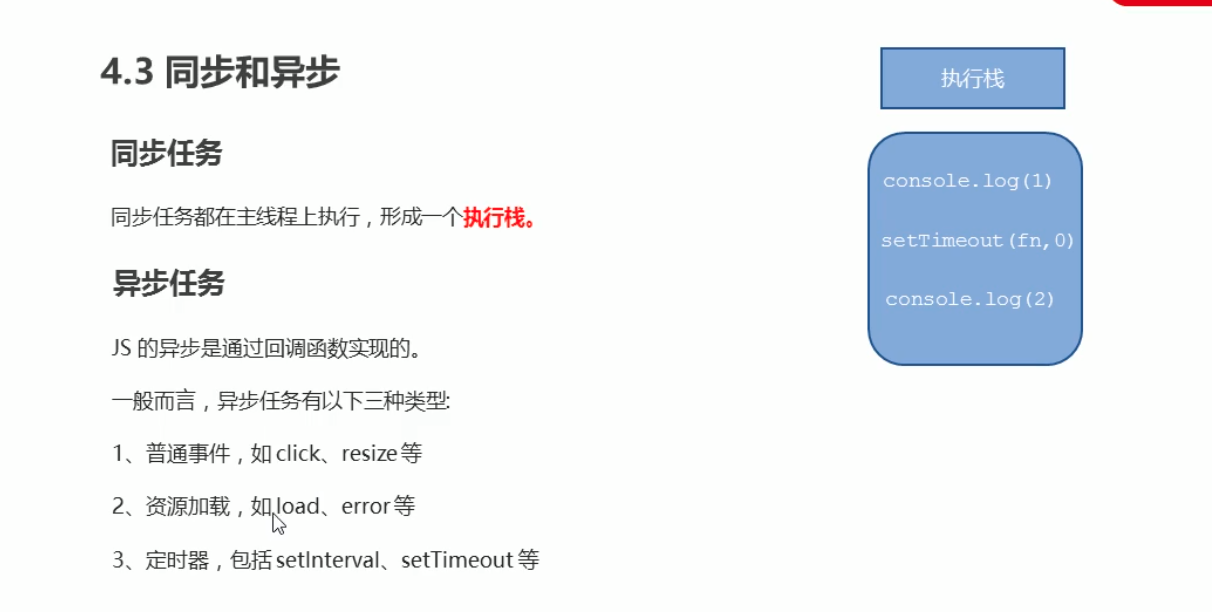 4.3 同步和异步
同步任务
同步任务都在主线程上执行，形成一个执行栈。
异步任务
JS 的异步是通过回调函数实现的。
一般而言，异步任务有以下三种类型:
1、普通事件，如 click、resize 等
2、资源加载，如 load、error 等
3、定时器，包括 setInterval、setTimeout 等
执行栈
console.log(1)
setTimeout(fn,0)
console.log(2)